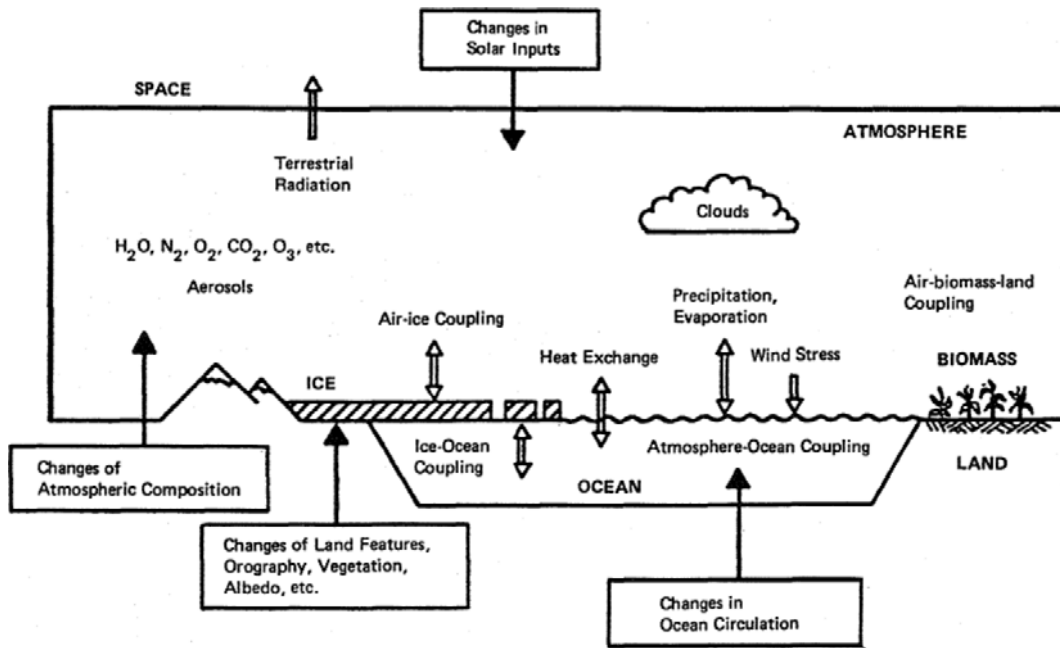 Changes in
Solar Inputs
SPACE
ATMOSPHERE
Terrestrial
Radiation
Clouds
H₂O, N₂, O₂, CO₂, O₃, etc.
Aerosols
Air-biomass-land
Coupling
Precipitation,
Evaporation
Air-ice Coupling
Heat Exchange
Wind Stress
BIOMASS
ICE
Ice-Ocean
Coupling
Atmosphere-Ocean Coupling
OCEAN
LAND
Changes of
Atmospheric Composition
Changes of Land Features,
Orography, Vegetation,
Albedo, etc.
Changes in
Ocean Circulation